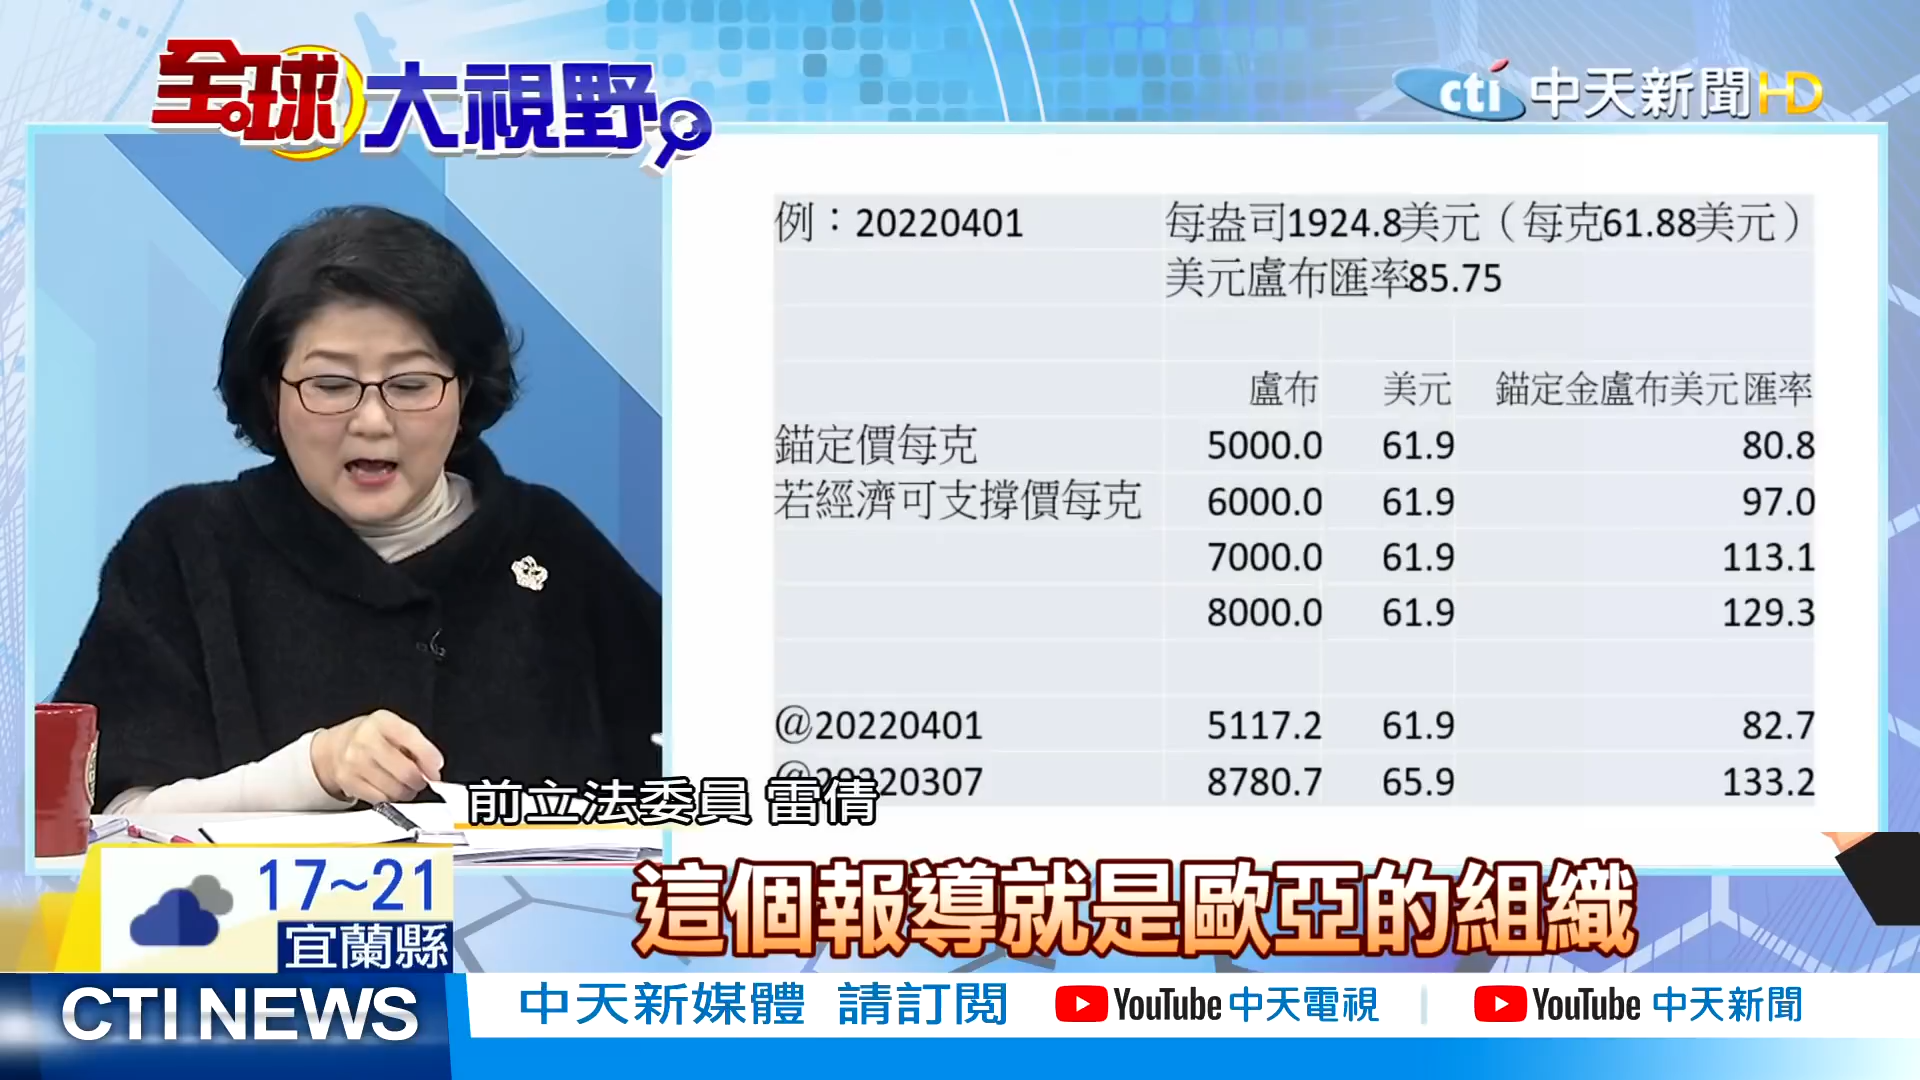 全球大視野
cti 中天新聞HD
例：20220401 每盎司1924.8美元（每克61.88美元）
美元盧布匯率85.75
盧布 美元 錨定金盧布美元匯率
錨定價每克 5000.0 61.9 80.8
若經濟可支撐價每克 6000.0 61.9 97.0
7000.0 61.9 113.1
8000.0 61.9 129.3
@20220401 5117.2 61.9 82.7
@20220307 8780.7 65.9 133.2
前立法委員 雷倩
17~21
宜蘭縣
這個報導就是歐亞的組織
CTI NEWS
中天新媒體 請訂閱 YouTube 中天電視 | YouTube 中天新聞